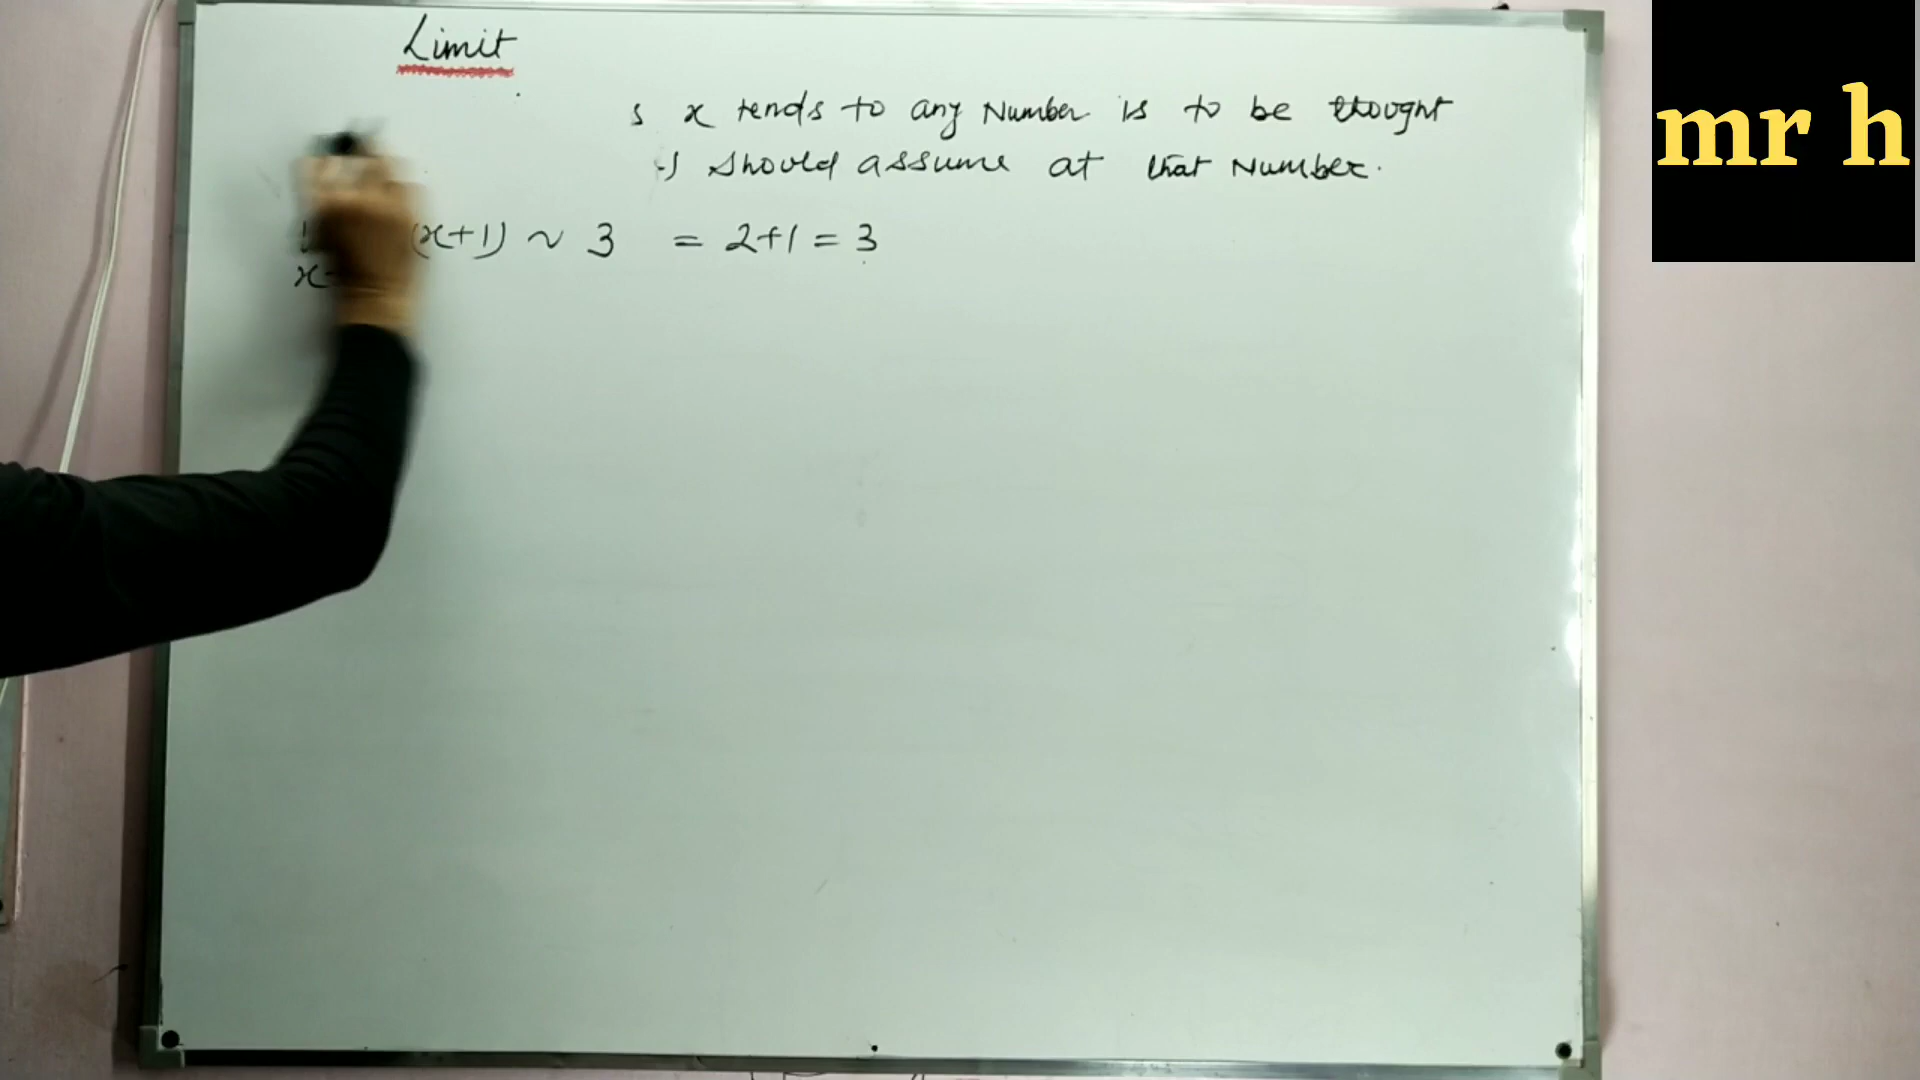 Limit
s x tends to any Number is to be thought
should assume at that Number.
(x+1) ~ 3 = 2+1 = 3
x
mr h